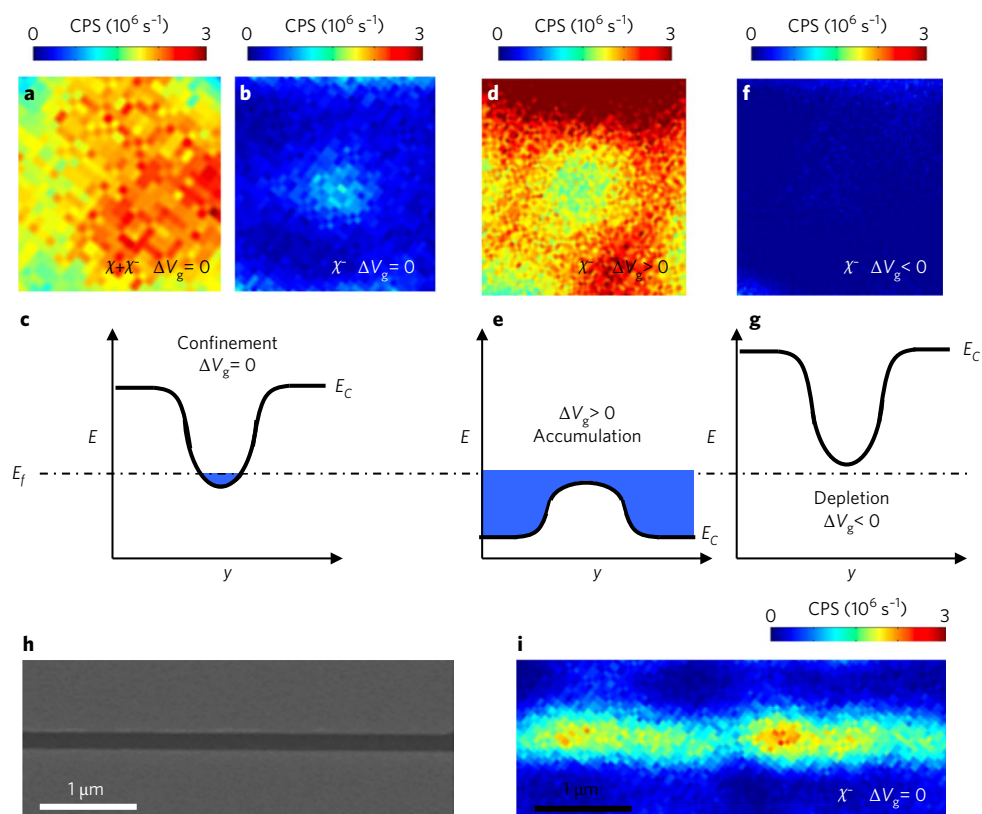 CPS (10⁶ s⁻¹) CPS (10⁶ s⁻¹) CPS (10⁶ s⁻¹) CPS (10⁶ s⁻¹)
0 3 0 3 0 3 0 3
a b d f
χ+χ⁻ ΔVg = 0
χ⁻ ΔVg = 0
χ⁻ ΔVg > 0
χ⁻ ΔVg < 0
c
Confinement
ΔVg = 0
EC
E
Ef
y
e
ΔVg > 0
Accumulation
E
EC
y
g
EC
E
Depletion
ΔVg < 0
y
h
1 μm
CPS (10⁶ s⁻¹)
0 3
i
1 μm
χ⁻ ΔVg = 0